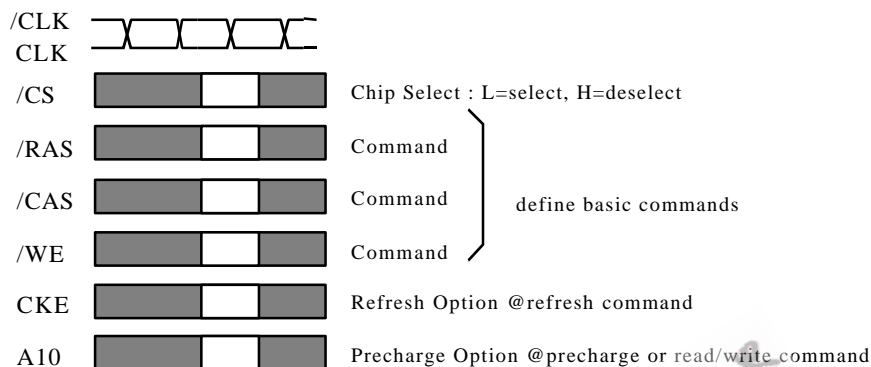 /CLK
CLK
/CS Chip Select : L=select, H=deselect
/RAS Command
/CAS Command define basic commands
/WE Command
CKE Refresh Option @refresh command
A10 Precharge Option @precharge or read/write command